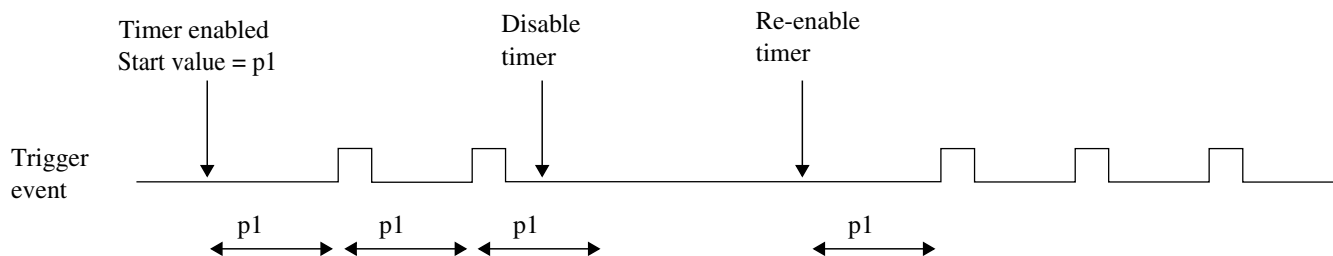 Timer enabled
Start value = p1
Disable
timer
Re-enable
timer
Trigger
event
p1
p1
p1
p1